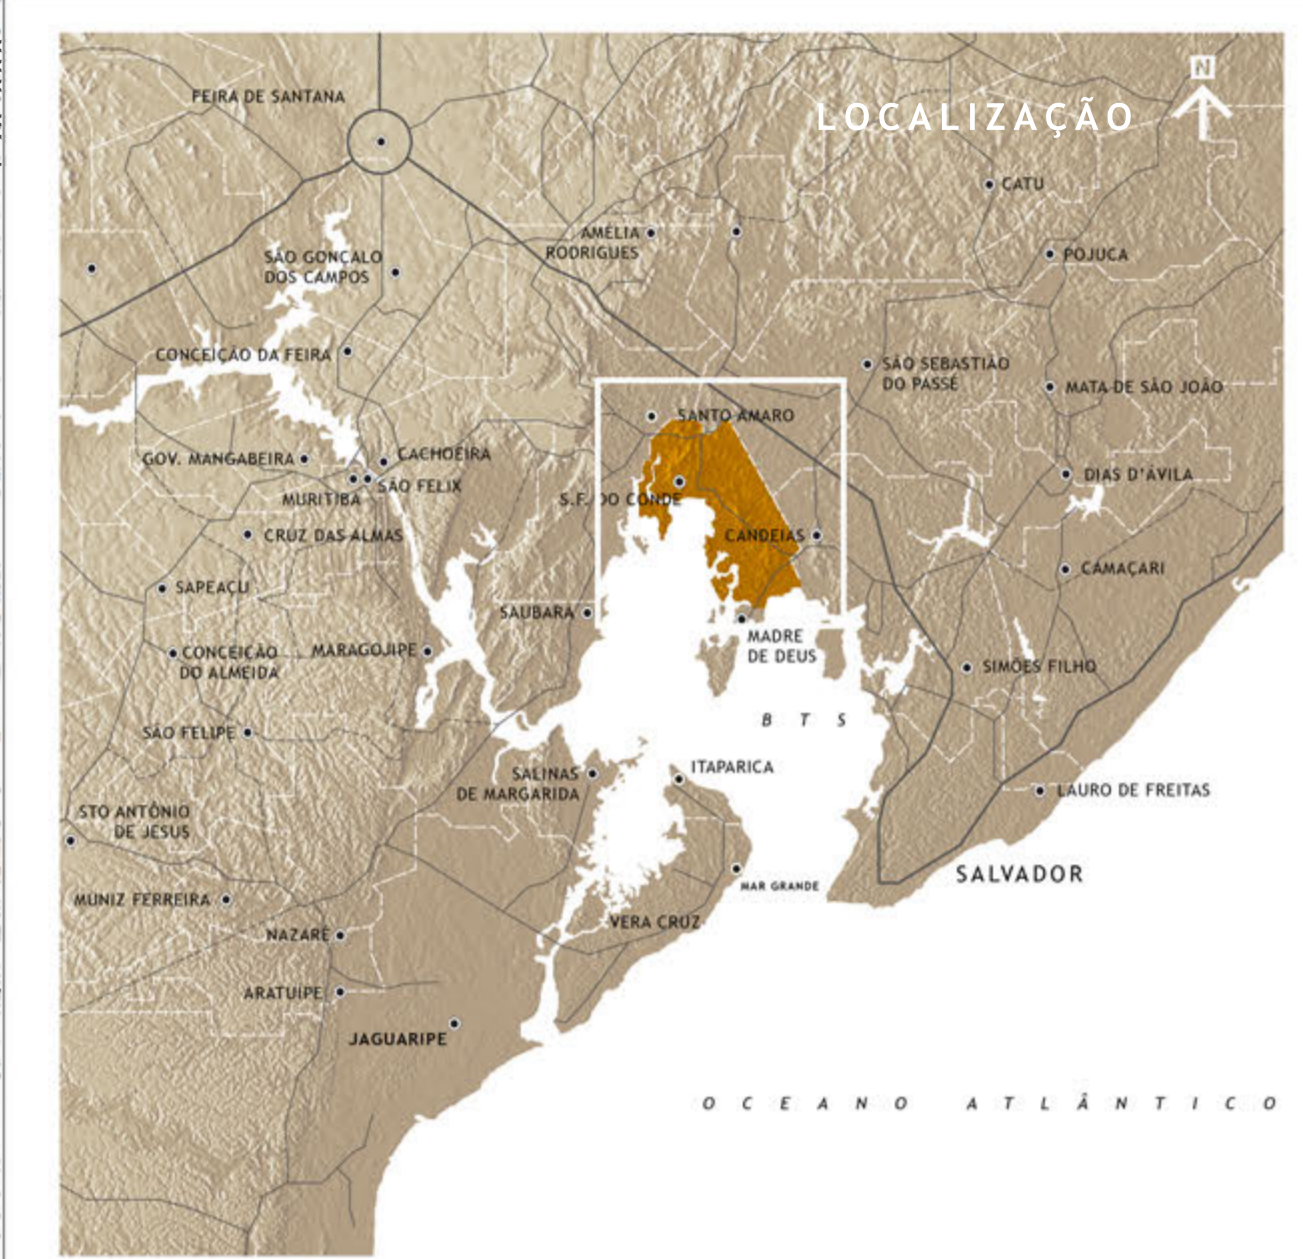 N
LOCALIZAÇÃO
FEIRA DE SANTANA
CATU
AMÉLIA
RODRIGUES
POJUCA
SÃO GONÇALO
DOS CAMPOS
CONCEIÇÃO DA FEIRA
SÃO SEBASTIÃO
DO PASSÉ
MATA DE SÃO JOÃO
SANTO AMARO
GOV. MANGABEIRA
CACHOEIRA
DIAS D'ÁVILA
MURITIBA
SÃO FELIX
S.F. DO CONDE
CRUZ DAS ALMAS
CANDEIAS
CAMAÇARI
SAPEAÇU
SAUBARA
MADRE
DE DEUS
CONCEIÇÃO
DO ALMEIDA
MARAGOJIPE
SIMÕES FILHO
B T S
SÃO FELIPE
SALINAS
DE MARGARIDA
ITAPARICA
LAURO DE FREITAS
STO ANTÔNIO
DE JESUS
SALVADOR
MAR GRANDE
MUNIZ FERREIRA
VERA CRUZ
NAZARÉ
ARATUIPE
JAGUARIPE
OCEANO ATLÂNTICO